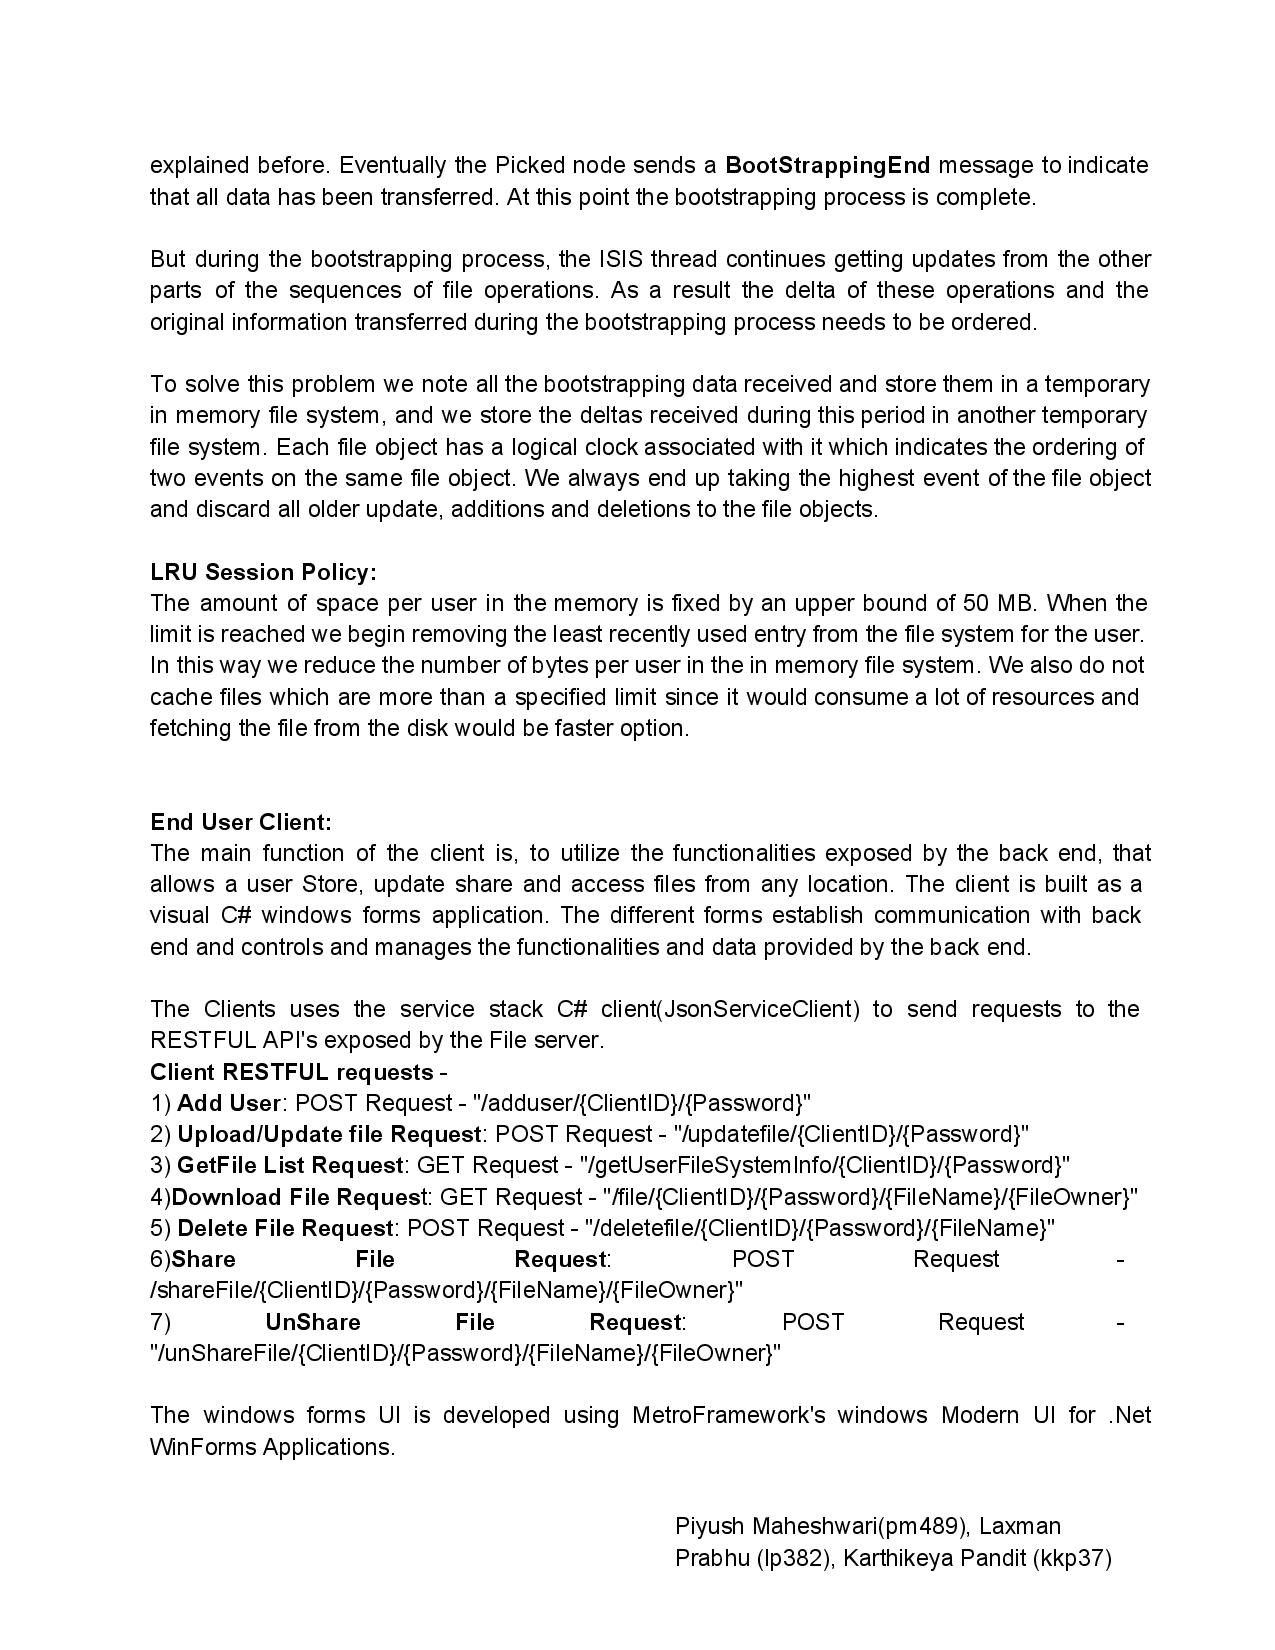 explained before. Eventually the Picked node sends a BootStrappingEnd message to indicate
that all data has been transferred. At this point the bootstrapping process is complete.
But during the bootstrapping process, the ISIS thread continues getting updates from the other
parts of the sequences of file operations. As a result the delta of these operations and the
original information transferred during the bootstrapping process needs to be ordered.
To solve this problem we note all the bootstrapping data received and store them in a temporary
in memory file system, and we store the deltas received during this period in another temporary
file system. Each file object has a logical clock associated with it which indicates the ordering of
two events on the same file object. We always end up taking the highest event of the file object
and discard all older update, additions and deletions to the file objects.
LRU Session Policy:
The amount of space per user in the memory is fixed by an upper bound of 50 MB. When the
limit is reached we begin removing the least recently used entry from the file system for the user.
In this way we reduce the number of bytes per user in the in memory file system. We also do not
cache files which are more than a specified limit since it would consume a lot of resources and
fetching the file from the disk would be faster option.
End User Client:
The main function of the client is, to utilize the functionalities exposed by the back end, that
allows a user Store, update share and access files from any location. The client is built as a
visual C# windows forms application. The different forms establish communication with back
end and controls and manages the functionalities and data provided by the back end.
The Clients uses the service stack C# client(JsonServiceClient) to send requests to the
RESTFUL API's exposed by the File server.
Client RESTFUL requests -
1) Add User: POST Request - "/adduser/{ClientID}/{Password}"
2) Upload/Update file Request: POST Request - "/updatefile/{ClientID}/{Password}"
3) GetFile List Request: GET Request - "/getUserFileSystemInfo/{ClientID}/{Password}"
4)Download File Request: GET Request - "/file/{ClientID}/{Password}/{FileName}/{FileOwner}"
5) Delete File Request: POST Request - "/deletefile/{ClientID}/{Password}/{FileName}"
6)Share File Request: POST Request -
/shareFile/{ClientID}/{Password}/{FileName}/{FileOwner}"
7) UnShare File Request: POST Request -
"/unShareFile/{ClientID}/{Password}/{FileName}/{FileOwner}"
The windows forms UI is developed using MetroFramework's windows Modern UI for .Net
WinForms Applications.
Piyush Maheshwari(pm489), Laxman
Prabhu (lp382), Karthikeya Pandit (kkp37)